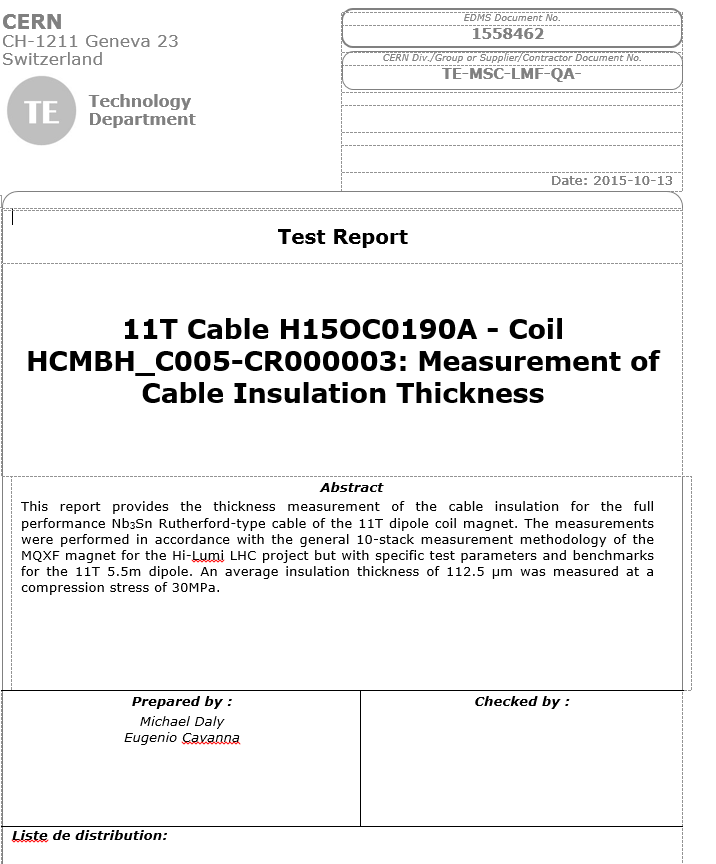 CERN
CH-1211 Geneva 23
Switzerland
TE
Technology
Department
EDMS Document No.
1558462
CERN Div./Group or Supplier/Contractor Document No.
TE-MSC-LMF-QA-
Date: 2015-10-13
Test Report
11T Cable H15OC0190A - Coil
HCMBH_C005-CR000003: Measurement of
Cable Insulation Thickness
Abstract
This report provides the thickness measurement of the cable insulation for the full
performance Nb₃Sn Rutherford-type cable of the 11T dipole coil magnet. The measurements
were performed in accordance with the general 10-stack measurement methodology of the
MQXF magnet for the Hi-Lumi LHC project but with specific test parameters and benchmarks
for the 11T 5.5m dipole. An average insulation thickness of 112.5 µm was measured at a
compression stress of 30MPa.
Prepared by :
Michael Daly
Eugenio Cavanna
Checked by :
Liste de distribution: